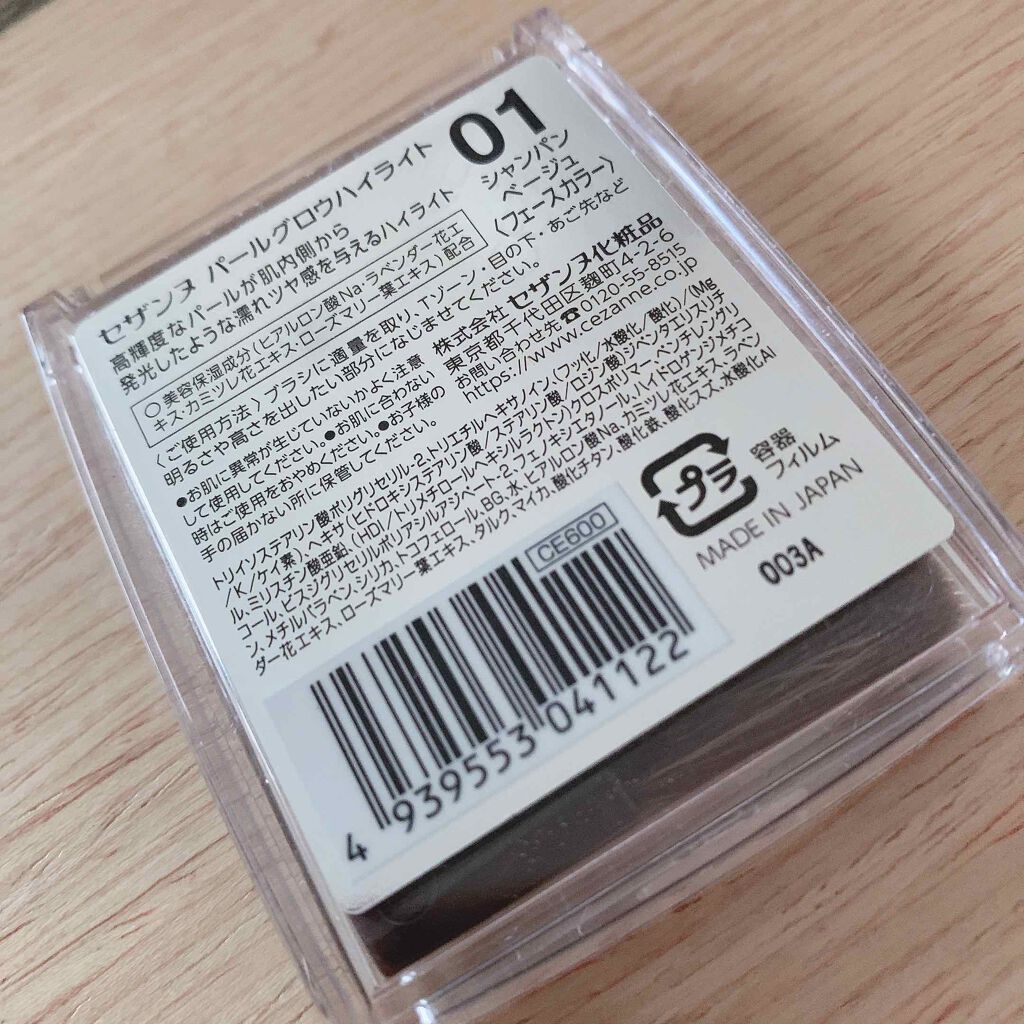 セザンヌ パールグロウハイライト
高輝度なパールが肌内側から
発光したような濡れツヤ感を与えるハイライト
01
シャンパン
ベージュ
〈フェースカラー〉
○美容保湿成分(ヒアルロン酸Na・ラベンダー花エ
キス・カミツレ花エキス・ローズマリー葉エキス)配合
〈ご使用方法〉ブラシに適量を取り、Tゾーン・目の下・あご先など
明るさや高さを出したい部分になじませてください。
●お肌に異常が生じていないかよく注意
して使用してください。●お肌に合わない
時はご使用をおやめください。●お子様の
手の届かない所に保管してください。
株式会社 セザンヌ化粧品
東京都千代田区麹町4-2-6
お問い合わせ先☎0120-55-8515
https://www.cezanne.co.jp
トリイソステアリン酸ポリグリセリル-2、トリエチルヘキサノイン、(フッ化/水酸化/酸化)/(Mg
/K/ケイ素)、ヘキサ(ヒドロキシステアリン酸/ステアリン酸/ロジン酸)ジペンタエリスリチ
ル、ミリスチン酸亜鉛、(HDI/トリメチロールヘキシルラクトン)クロスポリマー、ペンチレングリ
コール、ビスジグリセリルポリアシルアジペート-2、フェノキシエタノール、ハイドロゲンジメチコ
ン、メチルパラベン、シリカ、トコフェロール、BG、水、ヒアルロン酸Na、カミツレ花エキス、ラベン
ダー花エキス、ローズマリー葉エキス、タルク、マイカ、酸化チタン、酸化鉄、酸化スズ、水酸化Al
CE600
4 939553 041122
プラ
容器
フィルム
MADE IN JAPAN
003A